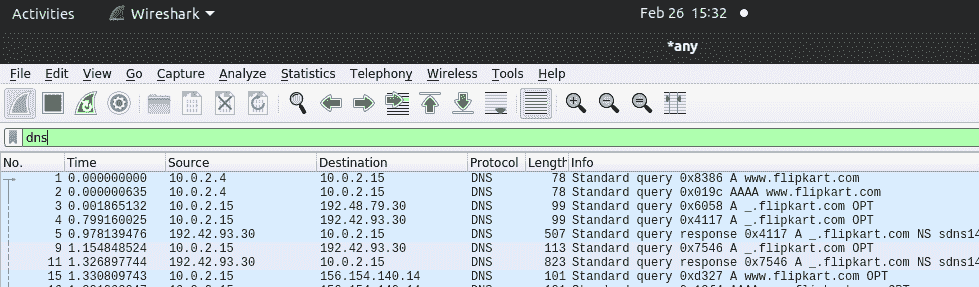 Activities Wireshark Feb 26 15:32
*any
File Edit View Go Capture Analyze Statistics Telephony Wireless Tools Help
dns
No. Time Source Destination Protocol Length Info
1 0.000000000 10.0.2.4 10.0.2.15 DNS 78 Standard query 0x8386 A www.flipkart.com
2 0.000000635 10.0.2.4 10.0.2.15 DNS 78 Standard query 0x019c AAAA www.flipkart.com
3 0.001865132 10.0.2.15 192.48.79.30 DNS 99 Standard query 0x6058 A _.flipkart.com OPT
4 0.799160025 10.0.2.15 192.42.93.30 DNS 99 Standard query 0x4117 A _.flipkart.com OPT
5 0.978139476 192.42.93.30 10.0.2.15 DNS 507 Standard query response 0x4117 A _.flipkart.com NS sdns14
9 1.154848524 10.0.2.15 192.42.93.30 DNS 113 Standard query 0x7546 A _.flipkart.com OPT
11 1.326897744 192.42.93.30 10.0.2.15 DNS 823 Standard query response 0x7546 A _.flipkart.com NS sdns14
15 1.330809743 10.0.2.15 156.154.140.14 DNS 101 Standard query 0xd327 A www.flipkart.com OPT